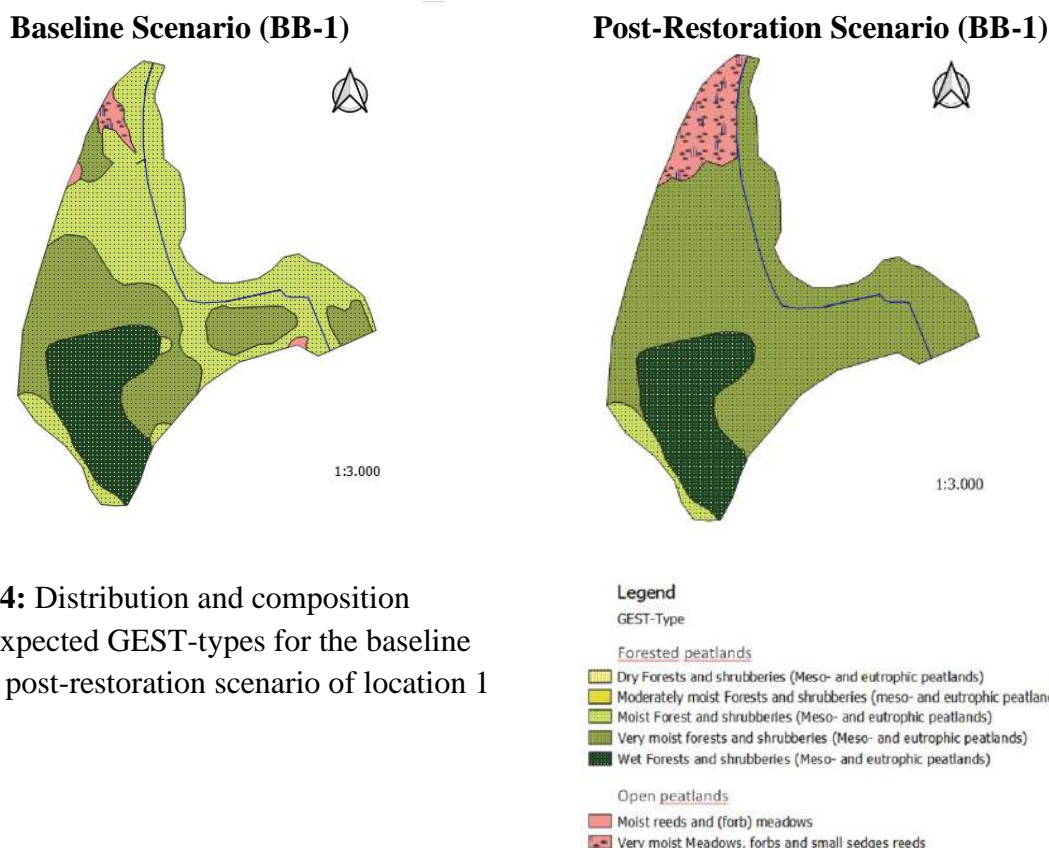 Baseline Scenario (BB-1)
Post-Restoration Scenario (BB-1)
1:3.000
1:3.000
4: Distribution and composition
xpected GEST-types for the baseline
post-restoration scenario of location 1
Legend
GEST-Type
Forested peatlands
Dry Forests and shrubberies (Meso- and eutrophic peatlands)
Moderately moist Forests and shrubberies (meso- and eutrophic peatlan
Moist Forest and shrubberies (Meso- and eutrophic peatlands)
Very moist forests and shrubberies (Meso- and eutrophic peatlands)
Wet Forests and shrubberies (Meso- and eutrophic peatlands)
Open peatlands
Moist reeds and (forb) meadows
Very moist Meadows, forbs and small sedges reeds